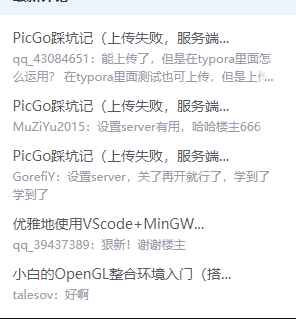 PicGo踩坑记（上传失败，服务端...
qq_43084651：能上传了，但是在typora里面怎
么运用？ 在typora里面测试也可上传，但是上传...
PicGo踩坑记（上传失败，服务端...
MuZiYu2015：设置server有用，哈哈楼主666
PicGo踩坑记（上传失败，服务端...
GorefiY：设置server，关了再开就行了，学到了
学到了
优雅地使用VScode+MinGW...
qq_39437389：狠新！谢谢楼主
小白的OpenGL整合环境入门（搭...
talesov：好啊